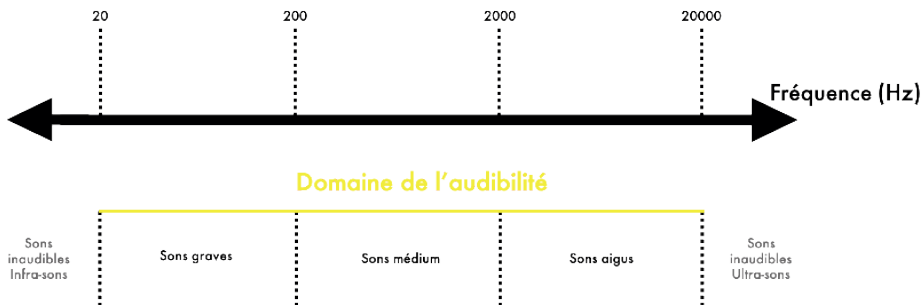 20 200 2000 20000
Fréquence (Hz)
Domaine de l'audibilité
Sons
inaudibles
Infra-sons
Sons graves
Sons médium
Sons aigus
Sons
inaudibles
Ultra-sons